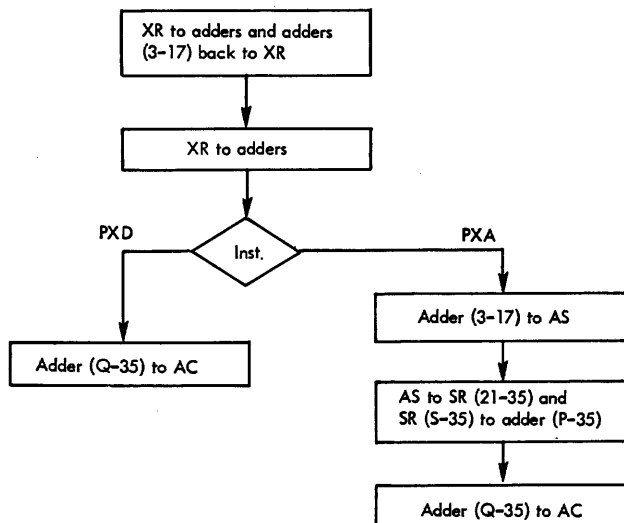 XR to adders and adders
(3-17) back to XR
XR to adders
PXD
Inst.
PXA
Adder (3-17) to AS
Adder (Q-35) to AC
AS to SR (21-35) and
SR (S-35) to adder (P-35)
Adder (Q-35) to AC